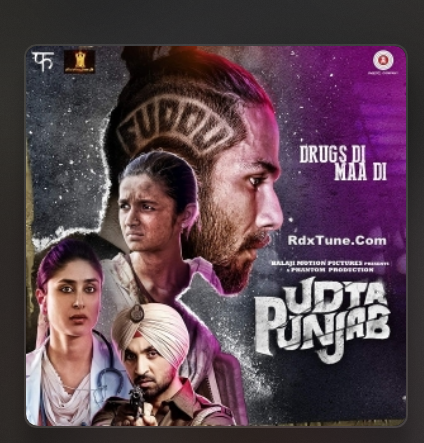 फ
FUDDU
DRUGS DI
MAA DI
RdxTune.Com
BALAJI MOTION PICTURES PRESENTS
A PHANTOM PRODUCTION
UDTA
PUNJAB